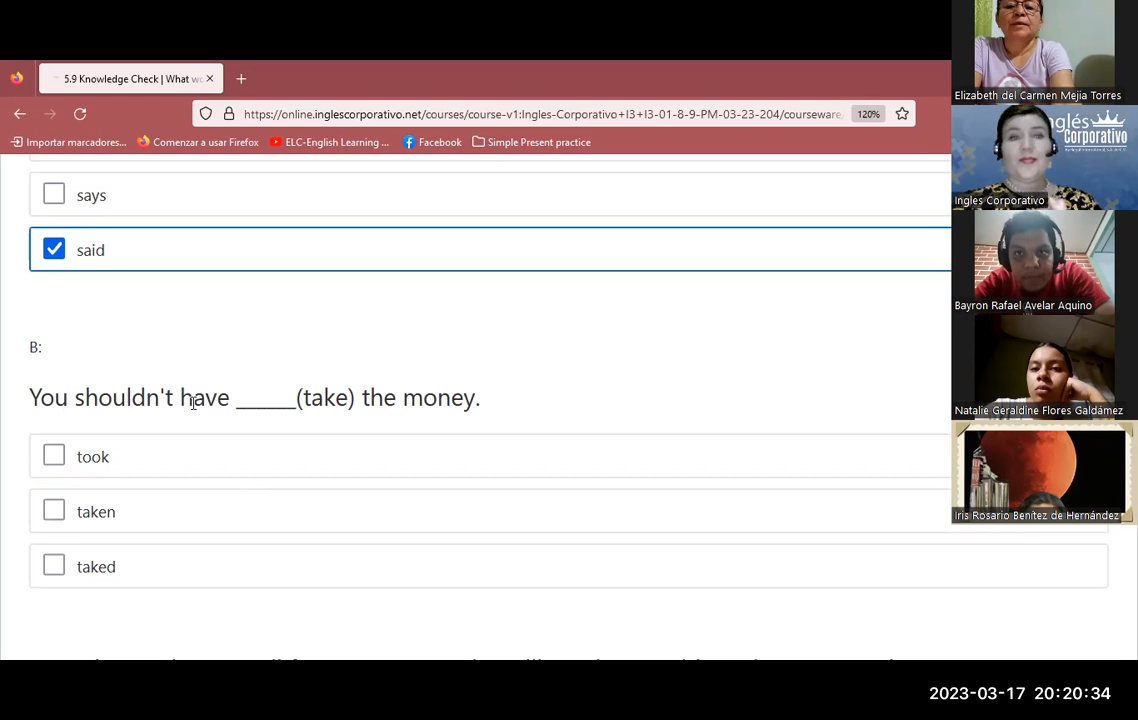 5.9 Knowledge Check | What wo
https://online.inglescorporativo.net/courses/course-v1:Ingles-Corporativo+I3+I3-01-8-9-PM-03-23-204/courseware/
120%
Importar marcadores...
Comenzar a usar Firefox
ELC-English Learning ...
Facebook
Simple Present practice
says
said
B:
You shouldn't have ______(take) the money.
took
taken
taked
Elizabeth del Carmen Mejia Torres
nglés
Corporativo
Ingles Corporativo
Bayron Rafael Avelar Aquino
Natalie Geraldine Flores Galdámez
Iris Rosario Benítez de Hernández
2023-03-17 20:20:34